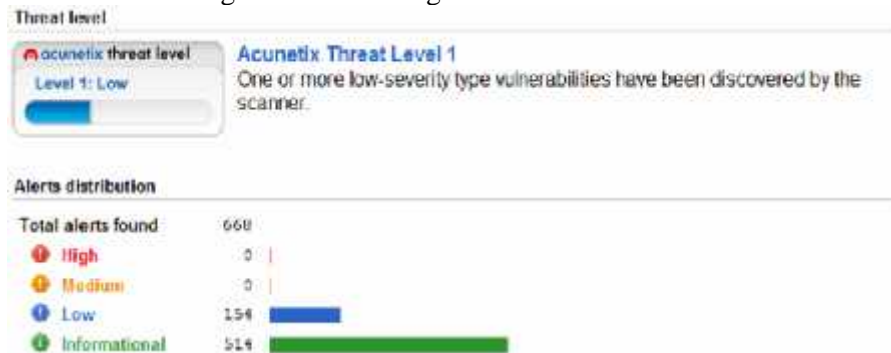 Threat level
acunetix threat level
Level 1: Low
Acunetix Threat Level 1
One or more low-severity type vulnerabilities have been discovered by the
scanner.
Alerts distribution
Total alerts found 668
High 0
Medium 0
Low 154
Informational 514